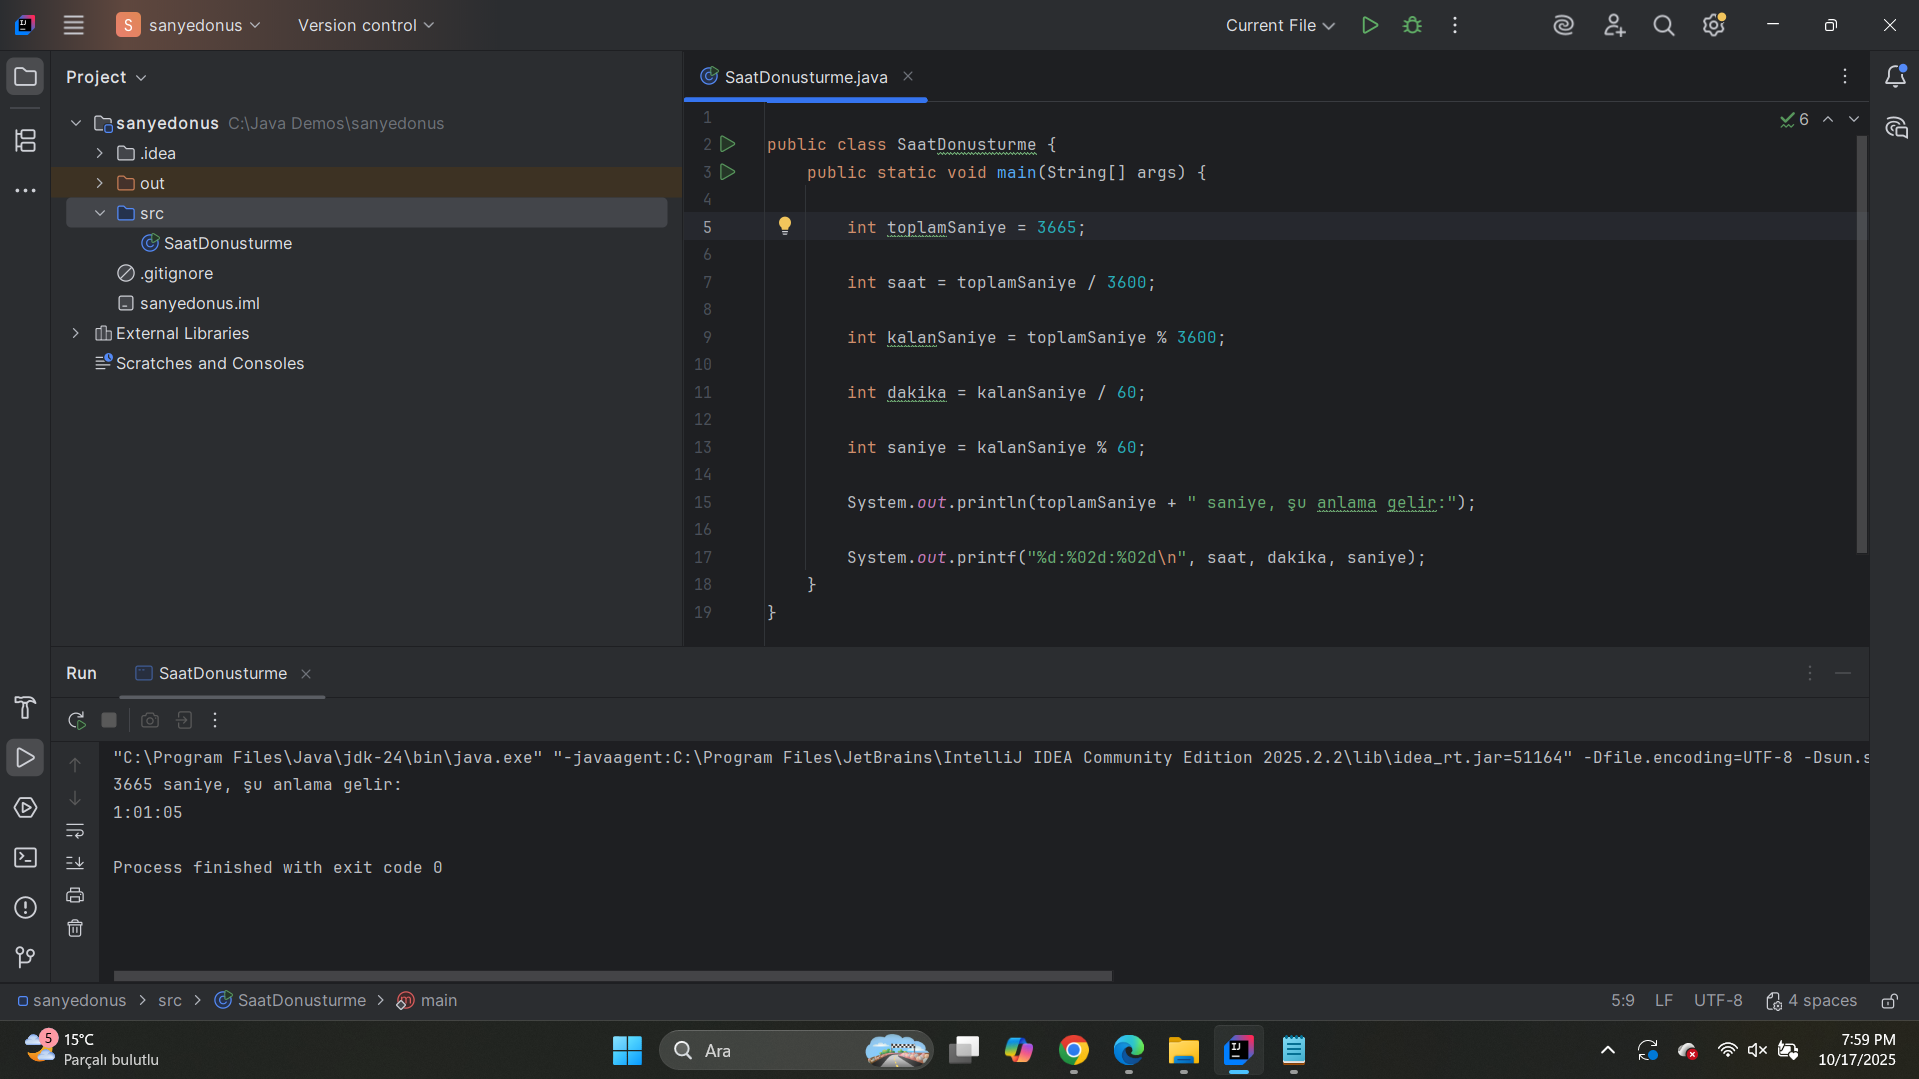 S sanyedonus Version control Current File
Project
SaatDonusturme.java
sanyedonus C:\Java Demos\sanyedonus
.idea
out
src
SaatDonusturme
.gitignore
sanyedonus.iml
External Libraries
Scratches and Consoles
6
1
2 public class SaatDonusturme {
3 public static void main(String[] args) {
4
5 int toplamSaniye = 3665;
6
7 int saat = toplamSaniye / 3600;
8
9 int kalanSaniye = toplamSaniye % 3600;
10
11 int dakika = kalanSaniye / 60;
12
13 int saniye = kalanSaniye % 60;
14
15 System.out.println(toplamSaniye + " saniye, şu anlama gelir:");
16
17 System.out.printf("%d:%02d:%02d\n", saat, dakika, saniye);
18 }
19 }
Run SaatDonusturme
"C:\Program Files\Java\jdk-24\bin\java.exe" "-javaagent:C:\Program Files\JetBrains\IntelliJ IDEA Community Edition 2025.2.2\lib\idea_rt.jar=51164" -Dfile.encoding=UTF-8 -Dsun.s
3665 saniye, şu anlama gelir:
1:01:05
Process finished with exit code 0
sanyedonus > src > SaatDonusturme > main 5:9 LF UTF-8 4 spaces
5 15°C
Parçalı bulutlu
Ara
7:59 PM
10/17/2025